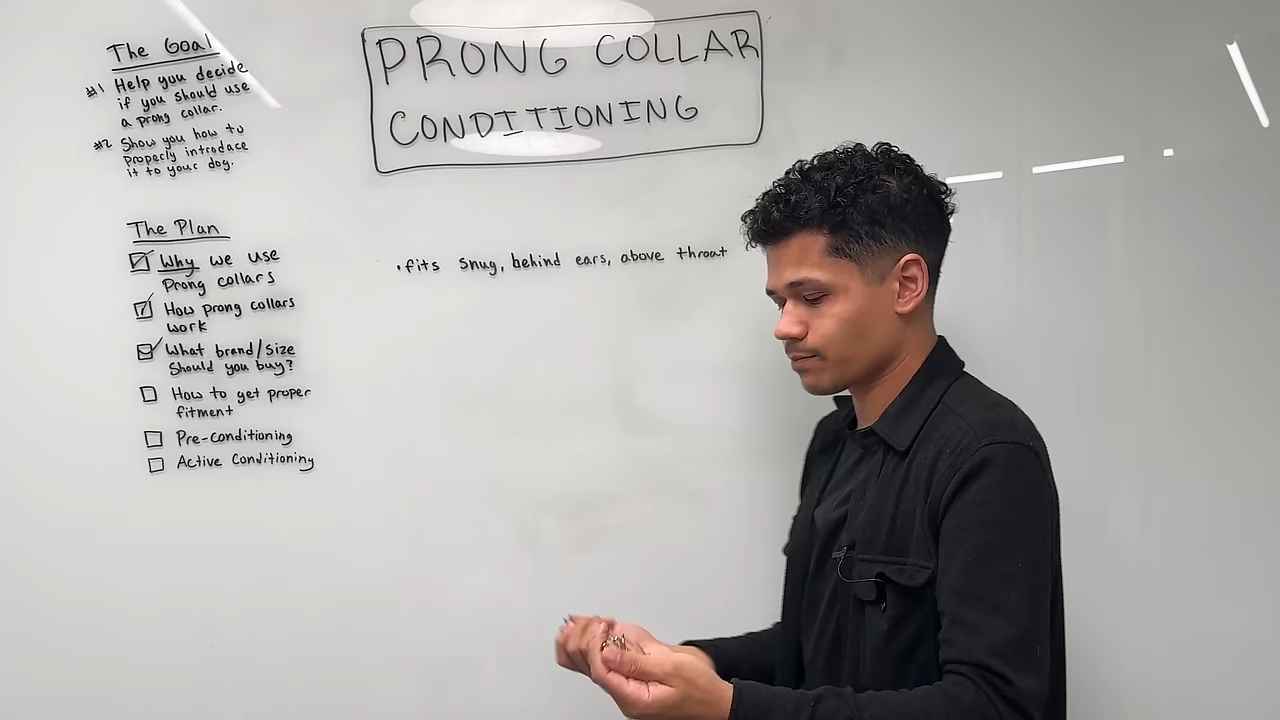 PRONG COLLAR
CONDITIONING
The Goal
#1 Help you decide
if you should use
a prong collar.
#2 Show you how to
properly introdace
it to your dog.
The Plan
Why we use
Prong collars
How prong collars
work
What brand/size
Should you buy?
How to get proper
fitment
Pre-conditioning
Active Conditioning
• fits snug, behind ears, above throat